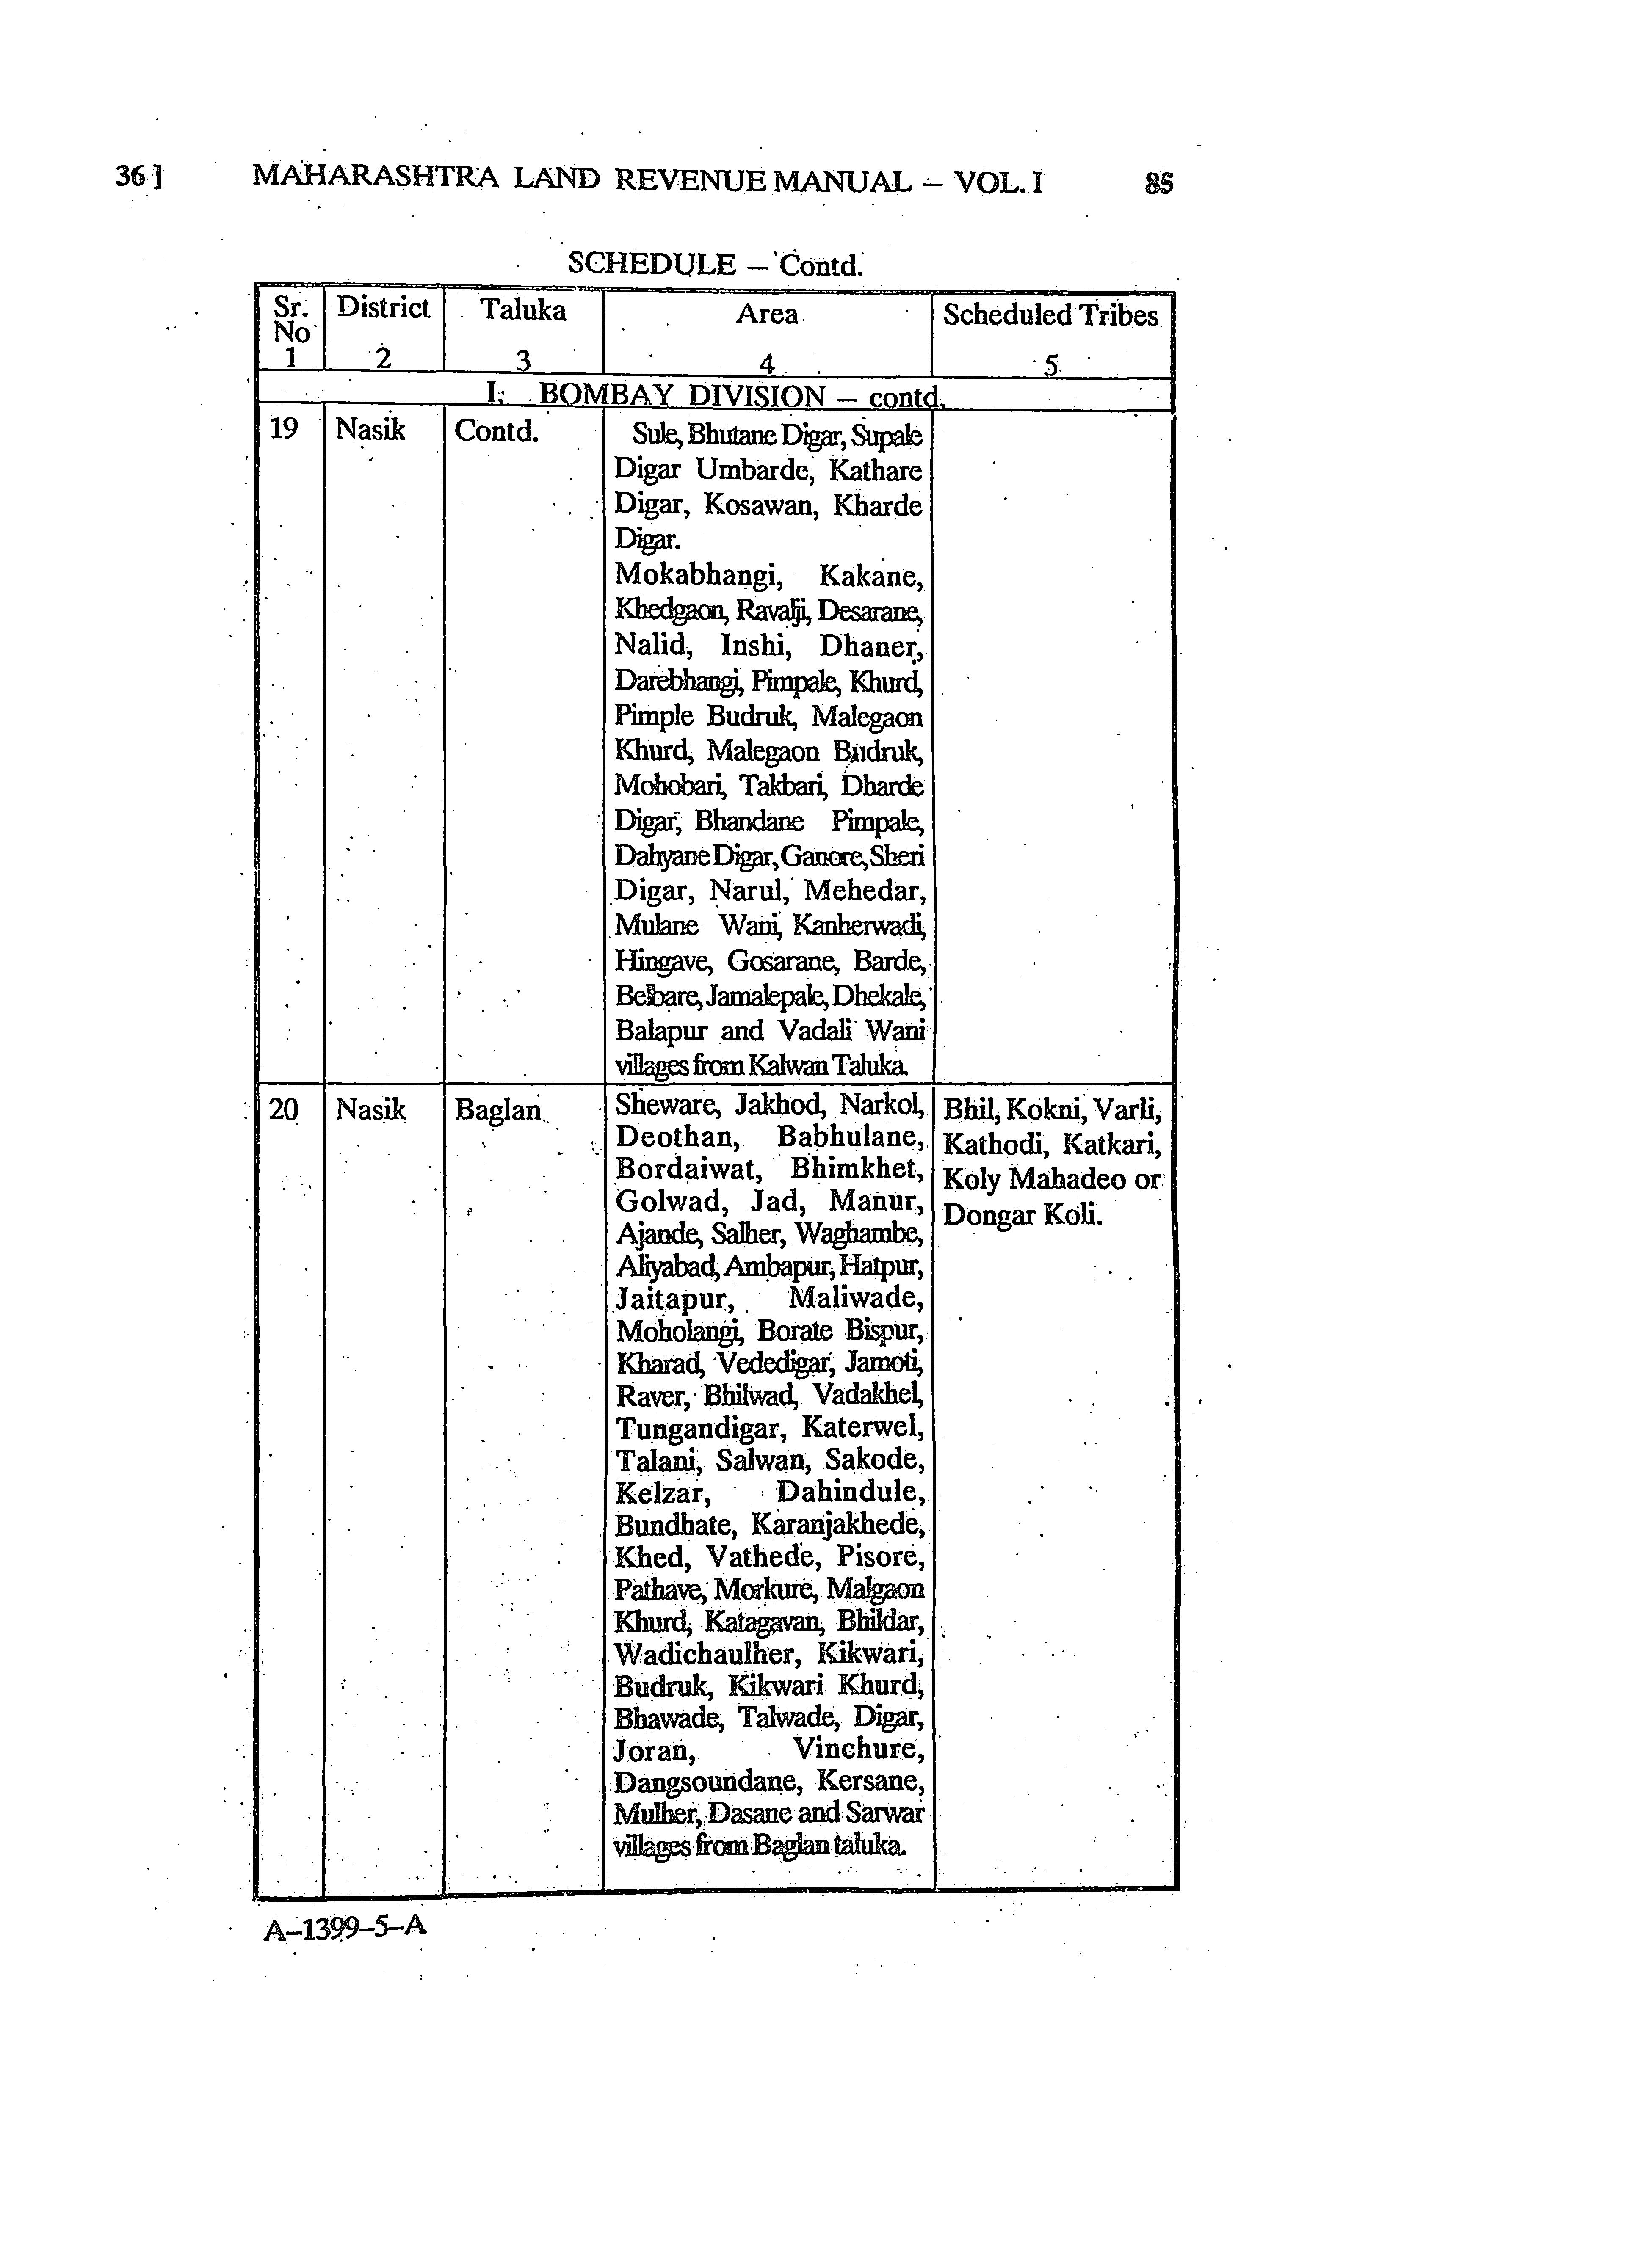 36 ] MAHARASHTRA LAND REVENUE MANUAL – VOL. I 85
SCHEDULE – Contd.
Sr. No District Taluka Area Scheduled Tribes
1 2 3 4 5
I. BOMBAY DIVISION – contd.
19 Nasik Contd. Sule, Bhutane Digar, Supale
Digar Umbarde, Kathare
Digar, Kosawan, Kharde
Digar.
Mokabhangi, Kakane,
Khedgaon, Ravalji, Desarane,
Nalid, Inshi, Dhaner,
Darebhangi, Pimpale, Khurd,
Pimple Budruk, Malegaon
Khurd, Malegaon Budruk,
Mohobari, Takbari, Dharde
Digar, Bhandane Pimpale,
Dahyane Digar, Ganore, Sheri
Digar, Narul, Mehedar,
Mulane Wani, Kanherwadi,
Hingave, Gosarane, Barde,
Belbare, Jamalepale, Dhekale,
Balapur and Vadali Wani
villages from Kalwan Taluka.
20 Nasik Baglan Sheware, Jakhod, Narkol, Bhil, Kokni, Varli,
Deothan, Babhulane, Kathodi, Katkari,
Bordaiwat, Bhimkhet, Koly Mahadeo or
Golwad, Jad, Manur, Dongar Koli.
Ajande, Salher, Waghambe,
Aliyabad, Ambapur, Hatpur,
Jaitapur, Maliwade,
Moholangi, Borate Bispur,
Kharad, Vededigar, Jamoti,
Raver, Bhilwad, Vadakhel,
Tungandigar, Katerwel,
Talani, Salwan, Sakode,
Kelzar, Dahindule,
Bundhate, Karanjakhede,
Khed, Vathede, Pisore,
Pathave, Morkure, Malgaon
Khurd, Katagavan, Bhildar,
Wadichaulher, Kikwari,
Budruk, Kikwari Khurd,
Bhawade, Talwade, Digar,
Joran, Vinchure,
Dangsoundane, Kersane,
Mulher, Dasane and Sarwar
villages from Baglan taluka.
A–1399–5–A